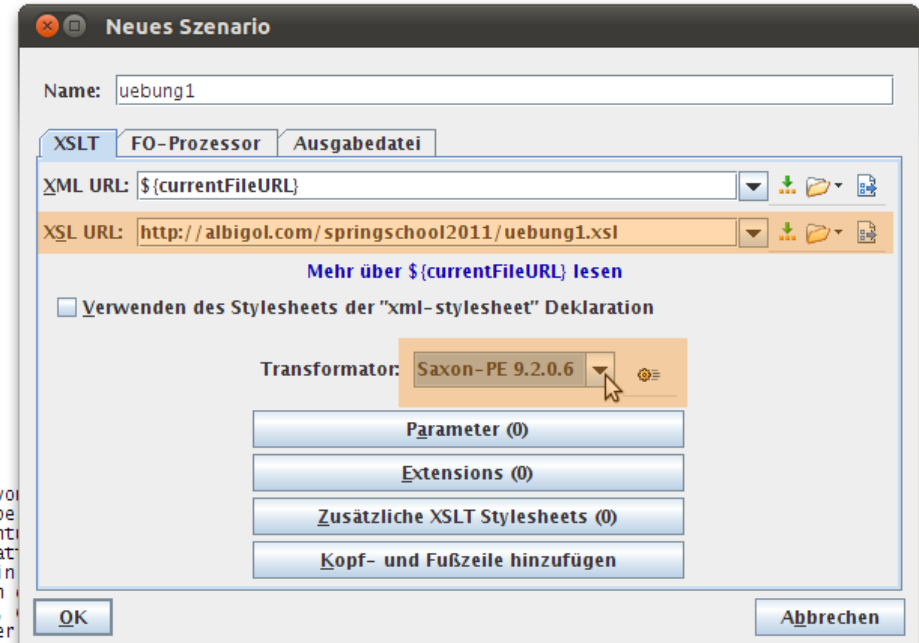 Neues Szenario
Name: uebung1
XSLT FO-Prozessor Ausgabedatei
XML URL: ${currentFileURL}
XSL URL: http://albigol.com/springschool2011/uebung1.xsl
Mehr über ${currentFileURL} lesen
Verwenden des Stylesheets der "xml-stylesheet" Deklaration
Transformator: Saxon-PE 9.2.0.6
Parameter (0)
Extensions (0)
Zusätzliche XSLT Stylesheets (0)
Kopf- und Fußzeile hinzufügen
OK Abbrechen